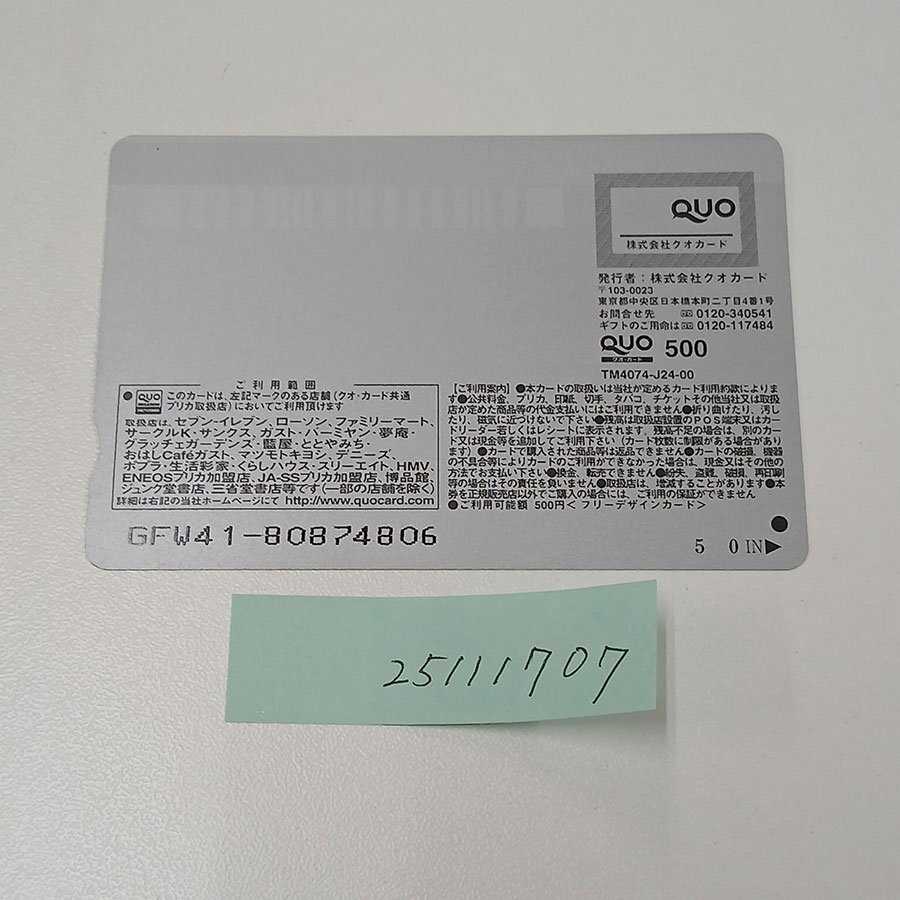 QUO
株式会社クオカード
発行者：株式会社クオカード
〒103-0023
東京都中央区日本橋本町二丁目4番1号
お問合せ先 0120-340541
ギフトのご用命は 0120-117484
QUO 500
クオ・カード
TM4074-J24-00
ご利用範囲
QUO このカードは、左記マークのある店舗(クオ・カード共通
プリカ取扱店)においてご利用頂けます
取扱店は、セブン-イレブン、ローソン、ファミリーマート、
サークルK・サンクス、ガスト・バーミヤン・夢庵・
グラッチェガーデンズ・藍屋・ととやみち・
おはしCaféガスト、マツモトキヨシ、デニーズ、
ポプラ・生活彩家・くらしハウス・スリーエイト、HMV、
ENEOSプリカ加盟店、JA-SSプリカ加盟店、博品館、
ジュンク堂書店、三省堂書店等です(一部の店舗を除く)
詳細は右記の当社ホームページにて http://www.quocard.com
【ご利用案内】●本カードの取扱いは当社が定めるカード利用約款によりま
す●公共料金、プリカ、印紙、切手、タバコ、チケットその他当社又は取扱
店が定めた商品等の代金支払いにはご利用できません●折り曲げたり、汚し
たり、磁気に近づけないで下さい●残高は取扱店設置のPOS端末又はカー
ドリーダー若しくはレシートに表示されます、残高不足の場合は、別のカー
ド又は現金等を追加してご利用下さい(カード枚数に制限がある場合があり
ます)●カードで購入された商品等は返品できません●カードの破損、機器
の不具合等によりカードのご利用ができなかった場合は、現金又はその他の
方法でお支払い下さい●換金、転売できません●紛失、盗難、破損、再印刷
等の場合はその責任を負いません●取扱店は、増減することがあります●本
券を正規販売店以外でご購入の場合には、ご利用の保証ができません
●ご利用可能額 500円＜フリーデザインカード＞
GFW41-80874806
5 0 IN▶
25111707